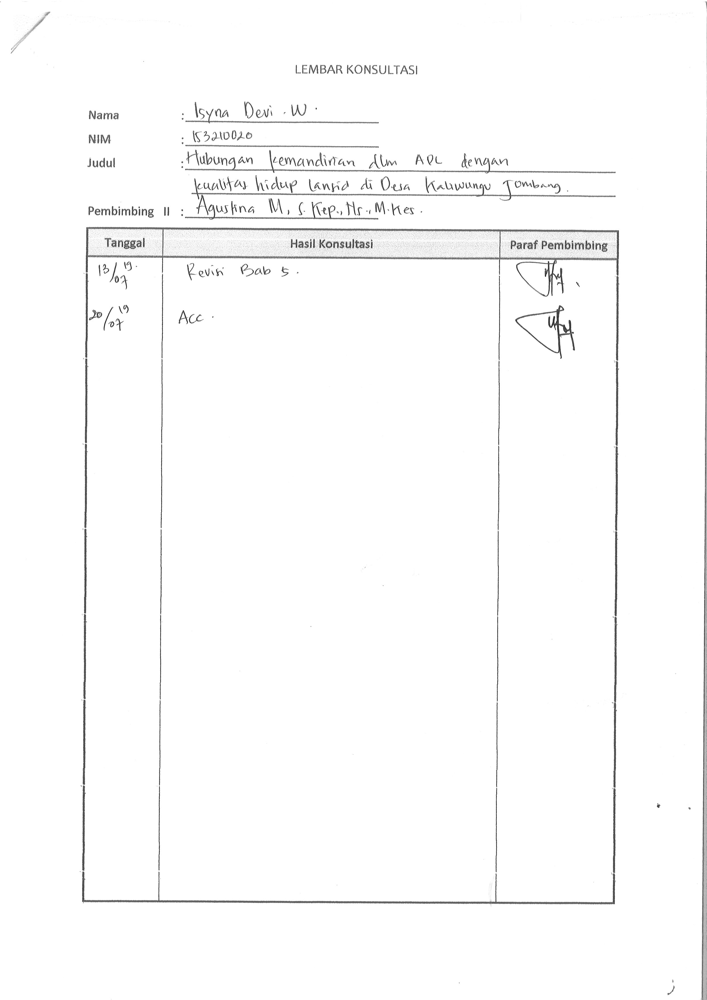 LEMBAR KONSULTASI
Nama : Isyna Devi . W .
NIM : 153210020
Judul : Hubungan kemandirian dlm ADL dengan
kualitas hidup lansia di Desa Kaliwungu Jombang.
Pembimbing II : Agustina M, S. Kep., Ns., M. Kes .
Tanggal Hasil Konsultasi Paraf Pembimbing
13/07 19. Revisi Bab 5 .
20/07 19 Acc .